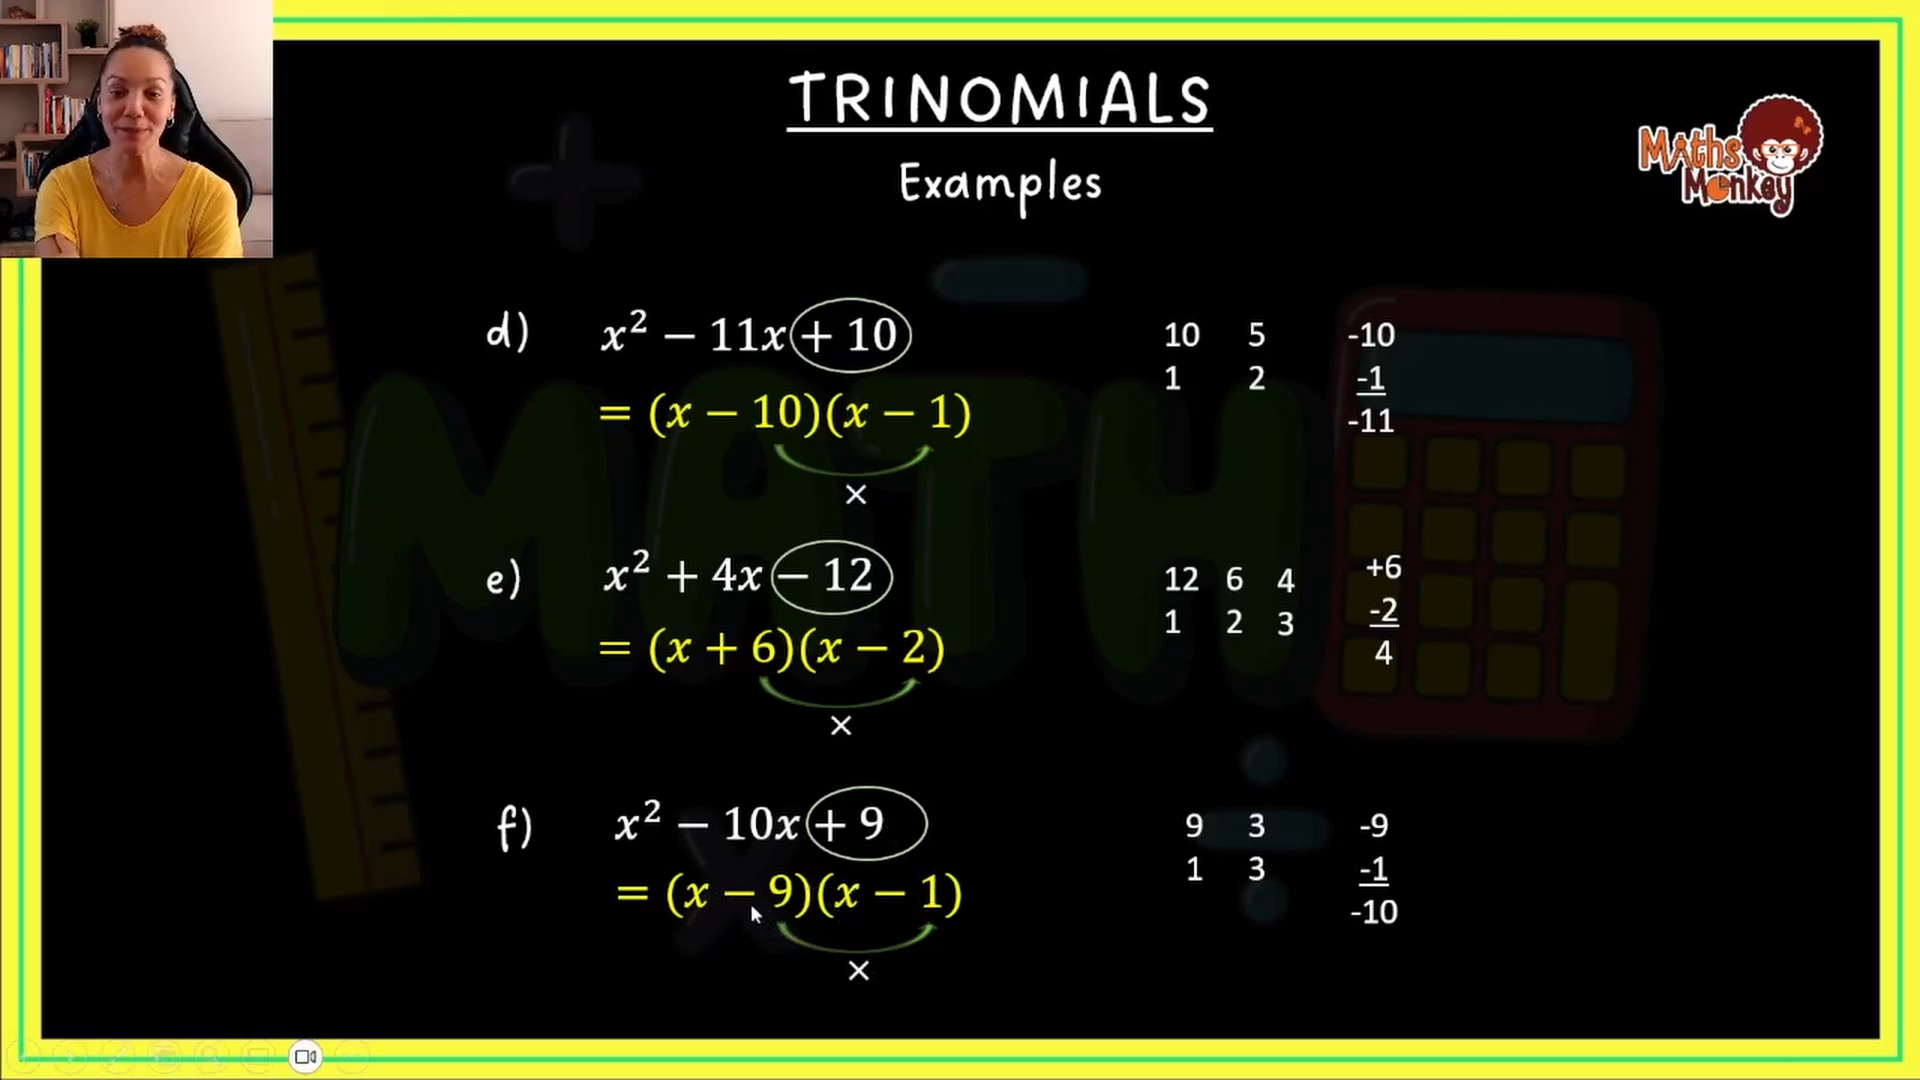 TRINOMIALS
Examples
Maths
Monkey
MATH
d) x² − 11x + 10
= (x − 10)(x − 1)
×
10 5 -10
1 2 -1
-11
e) x² + 4x − 12
= (x + 6)(x − 2)
×
12 6 4 +6
1 2 3 -2
4
f) x² − 10x + 9
= (x − 9)(x − 1)
×
9 3 -9
1 3 -1
-10